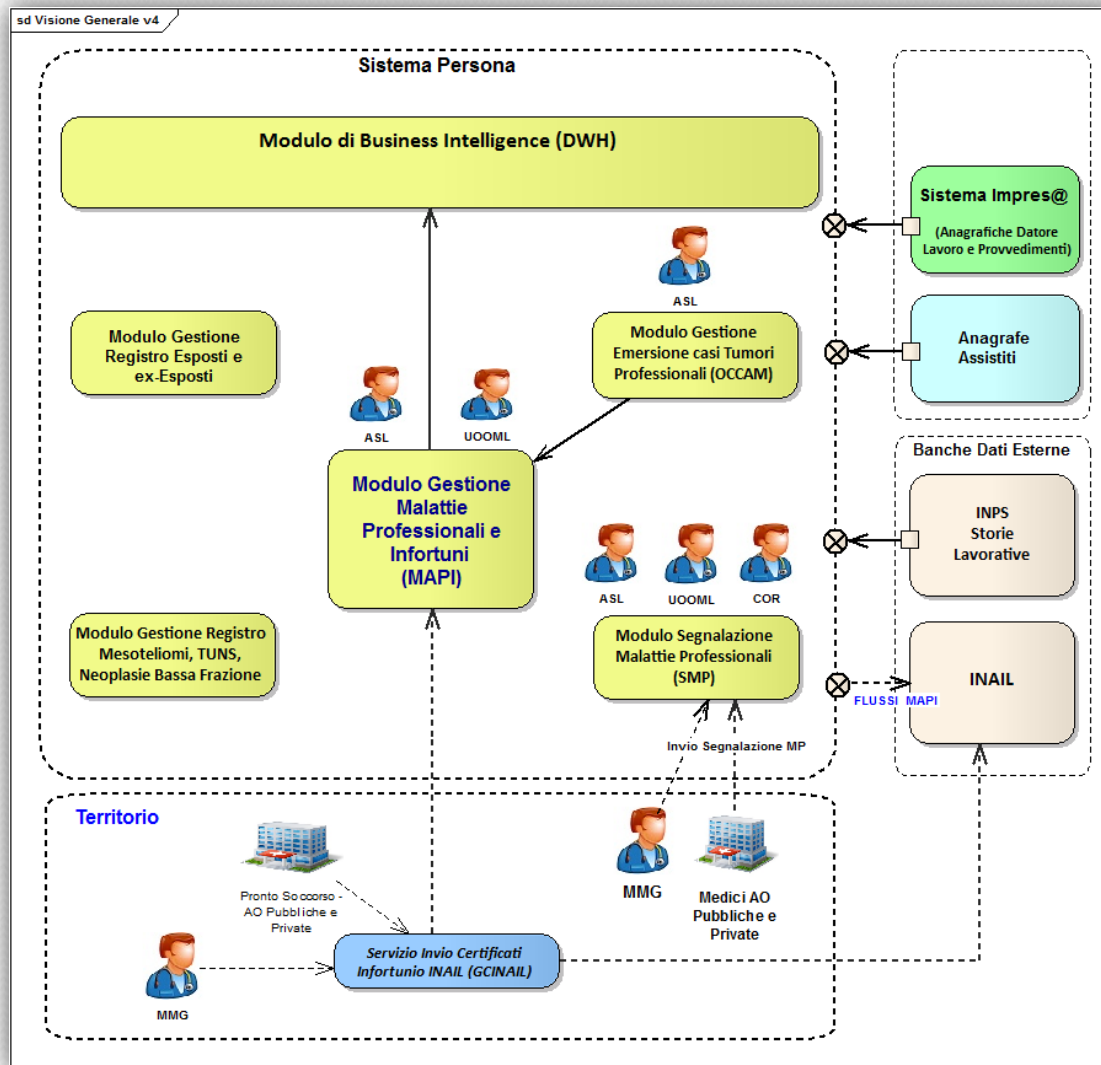 sd Visione Generale v4
Sistema Persona
Modulo di Business Intelligence (DWH)
Sistema Impres@
(Anagrafiche Datore
Lavoro e Provvedimenti)
ASL
Modulo Gestione
Registro Esposti e
ex-Esposti
Modulo Gestione
Emersione casi Tumori
Professionali (OCCAM)
Anagrafe
Assistiti
ASL
UOOML
Banche Dati Esterne
Modulo Gestione
Malattie
Professionali e
Infortuni
(MAPI)
INPS
Storie
Lavorative
ASL
UOOML
COR
Modulo Gestione Registro
Mesoteliomi, TUNS,
Neoplasie Bassa Frazione
Modulo Segnalazione
Malattie Professionali
(SMP)
INAIL
FLUSSI MAPI
Invio Segnalazione MP
Territorio
Pronto Soccorso -
AO Pubbliche e
Private
MMG
Medici AO
Pubbliche e
Private
Servizio Invio Certificati
Infortunio INAIL (GCINAIL)
MMG